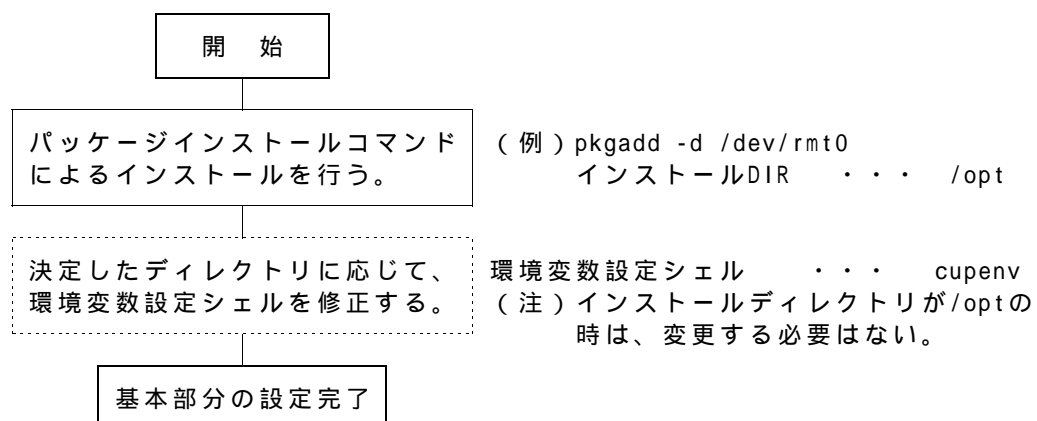 開　始
パッケージインストールコマンド
によるインストールを行う。
（例）pkgadd -d /dev/rmt0
インストールDIR　・・・　/opt
決定したディレクトリに応じて、
環境変数設定シェルを修正する。
環境変数設定シェル　・・・　cupenv
（注）インストールディレクトリが/optの
時は、変更する必要はない。
基本部分の設定完了